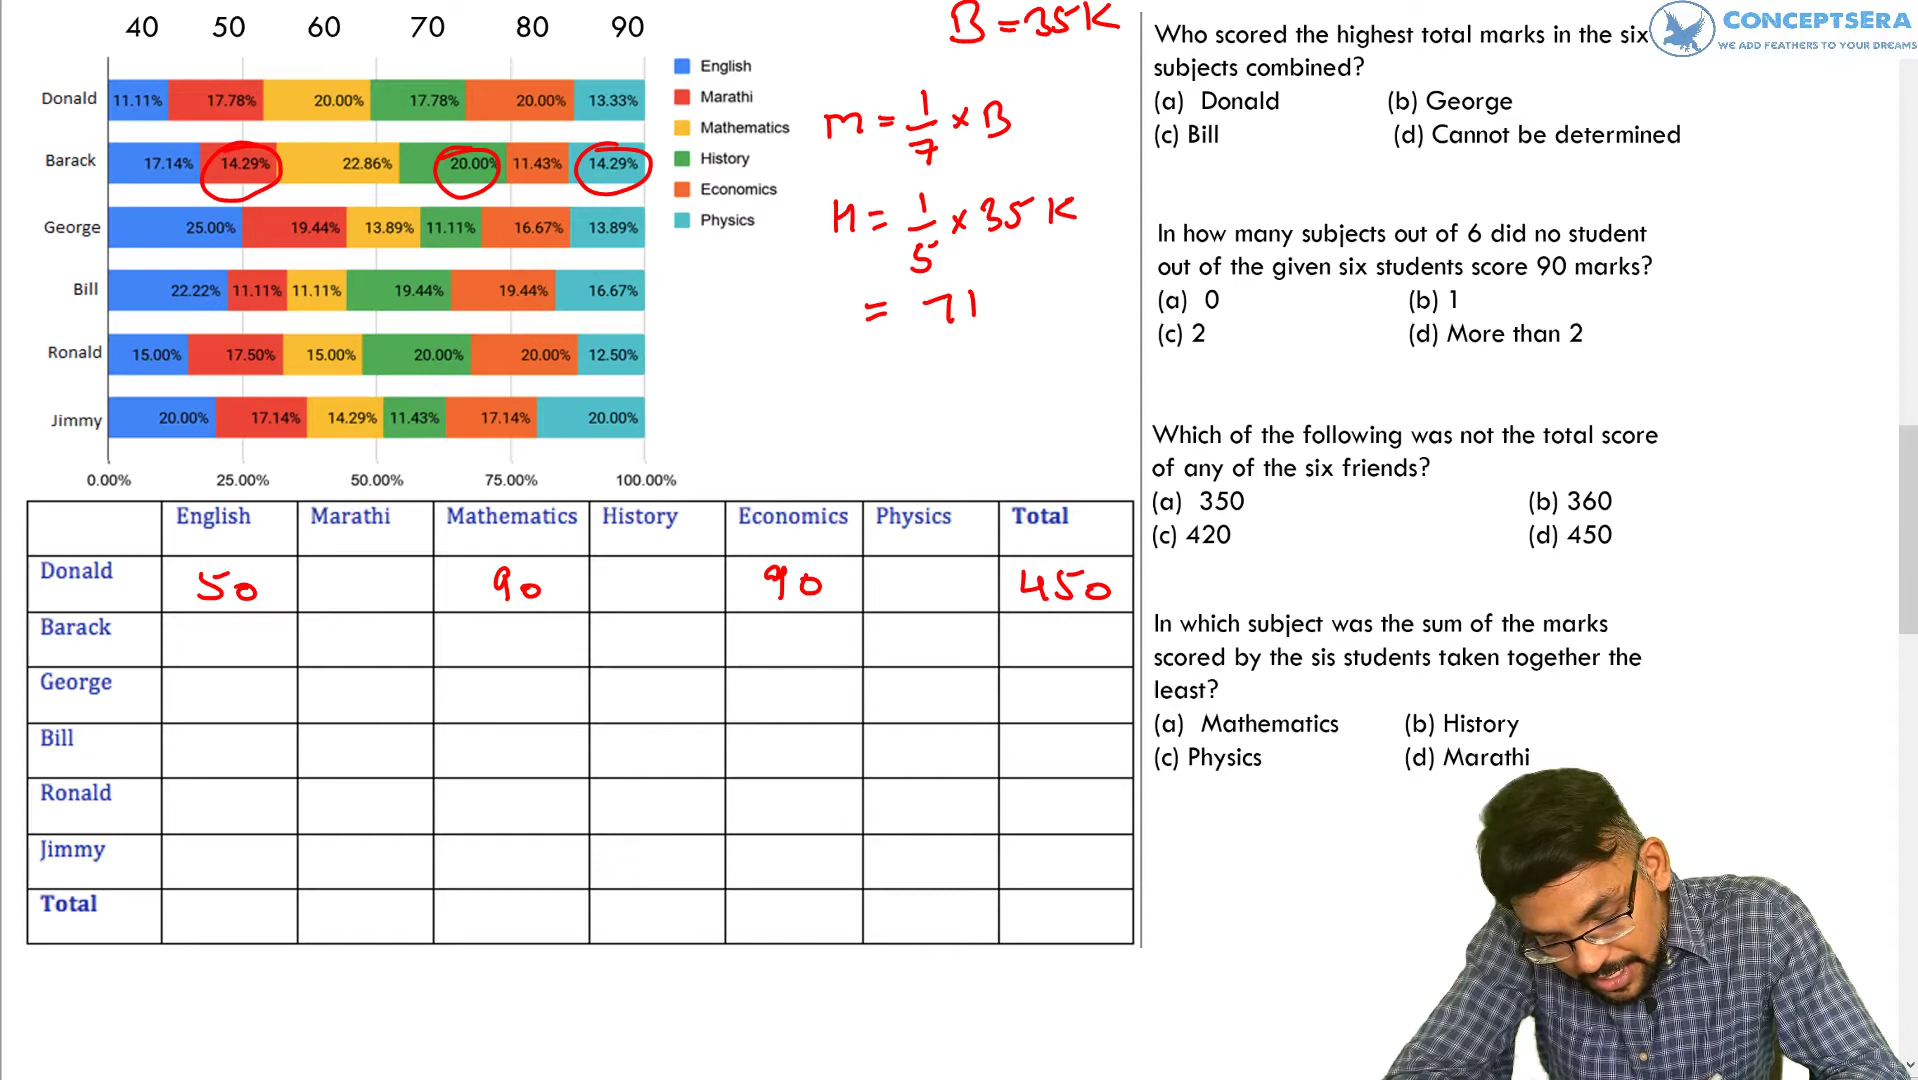 40 50 60 70 80 90
B = 35K
ConceptsEra
We add feathers to your dreams
Donald 11.11% 17.78% 20.00% 17.78% 20.00% 13.33%
Barack 17.14% 14.29% 22.86% 20.00% 11.43% 14.29%
George 25.00% 19.44% 13.89% 11.11% 16.67% 13.89%
Bill 22.22% 11.11% 11.11% 19.44% 19.44% 16.67%
Ronald 15.00% 17.50% 15.00% 20.00% 20.00% 12.50%
Jimmy 20.00% 17.14% 14.29% 11.43% 17.14% 20.00%
0.00% 25.00% 50.00% 75.00% 100.00%
English
Marathi
Mathematics
History
Economics
Physics
M = 1/7 × B
H = 1/5 × 35K
= 71
English Marathi Mathematics History Economics Physics Total
Donald 50 90 90 450
Barack
George
Bill
Ronald
Jimmy
Total
Who scored the highest total marks in the six
subjects combined?
(a) Donald (b) George
(c) Bill (d) Cannot be determined
In how many subjects out of 6 did no student
out of the given six students score 90 marks?
(a) 0 (b) 1
(c) 2 (d) More than 2
Which of the following was not the total score
of any of the six friends?
(a) 350 (b) 360
(c) 420 (d) 450
In which subject was the sum of the marks
scored by the sis students taken together the
least?
(a) Mathematics (b) History
(c) Physics (d) Marathi